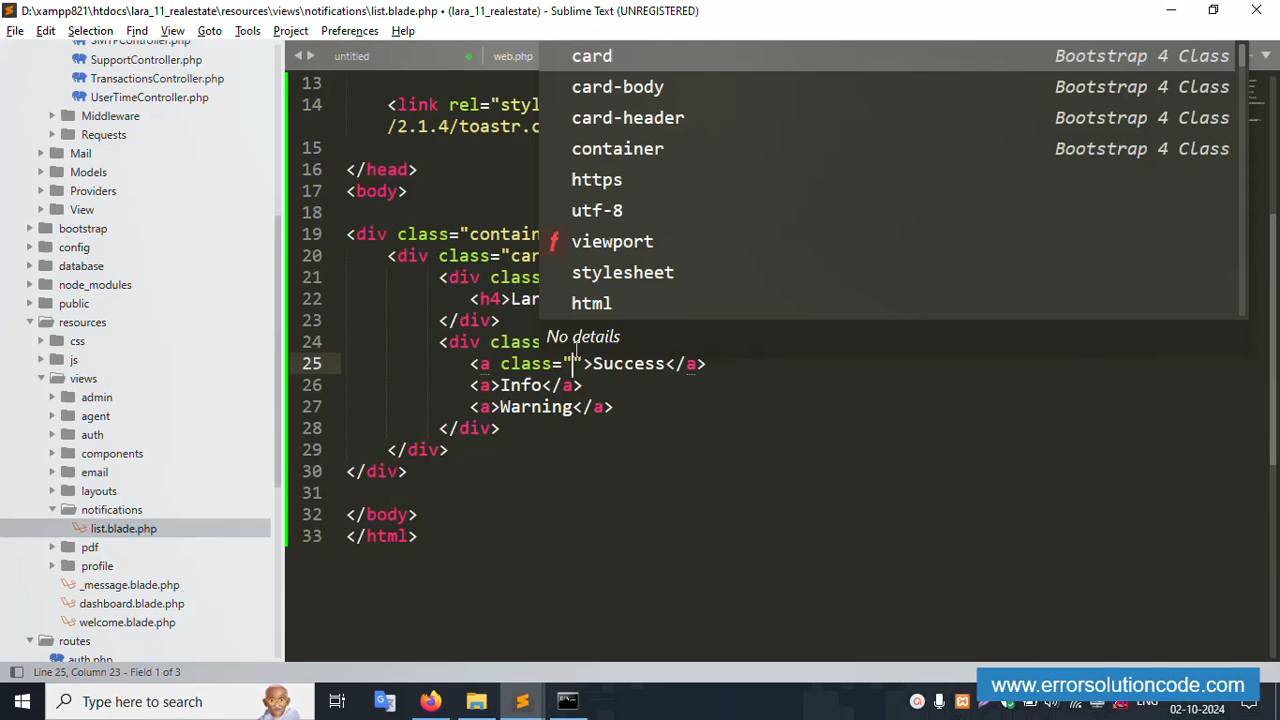 D:\xampp821\htdocs\lara_11_realestate\resources\views\notifications\list.blade.php • (lara_11_realestate) - Sublime Text (UNREGISTERED)
File Edit Selection Find View Goto Tools Project Preferences Help
SMTPController.php
SupportController.php
TransactionsController.php
UserTimeController.php
Middleware
Requests
Mail
Models
Providers
View
bootstrap
config
database
node_modules
public
resources
css
js
views
admin
agent
auth
components
email
layouts
notifications
list.blade.php
pdf
profile
_message.blade.php
dashboard.blade.php
welcome.blade.php
routes
auth.php
untitled
web.php
13
14 <link rel="styl
/2.1.4/toastr.c
15
16 </head>
17 <body>
18
19 <div class="contain
20 <div class="car
21 <div class
22 <h4>Lar
23 </div>
24 <div class
25 <a class="">Success</a>
26 <a>Info</a>
27 <a>Warning</a>
28 </div>
29 </div>
30 </div>
31
32 </body>
33 </html>
card Bootstrap 4 Class
card-body Bootstrap 4 Class
card-header Bootstrap 4 Class
container Bootstrap 4 Class
https
utf-8
f viewport
stylesheet
html
No details
Line 25, Column 23 - Field 1 of 3
www.errorsolutioncode.com
Type here to search
ENG
02-10-2024